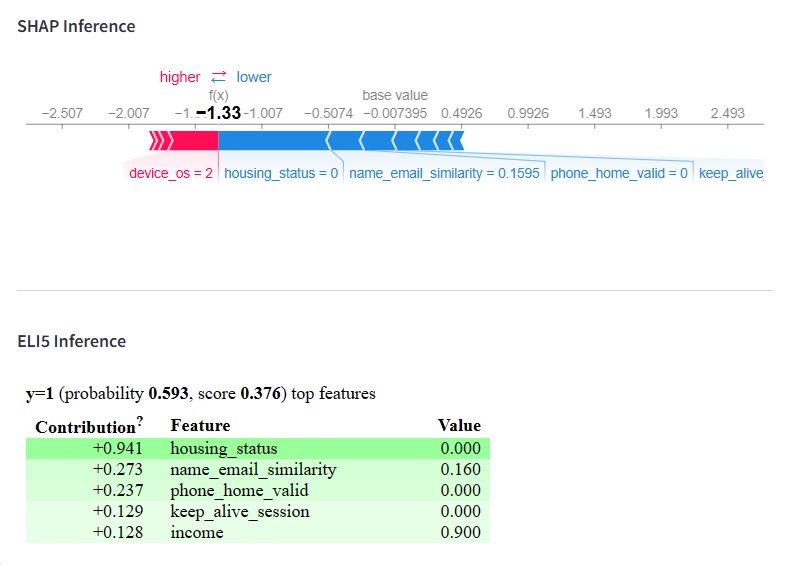 SHAP Inference
higher ⇄ lower
f(x) base value
−2.507 −2.007 −1. −1.33 −1.007 −0.5074 −0.007395 0.4926 0.9926 1.493 1.993 2.493
device_os = 2 housing_status = 0 name_email_similarity = 0.1595 phone_home_valid = 0 keep_alive_
ELI5 Inference
y=1 (probability 0.593, score 0.376) top features
Contribution? Feature Value
+0.941 housing_status 0.000
+0.273 name_email_similarity 0.160
+0.237 phone_home_valid 0.000
+0.129 keep_alive_session 0.000
+0.128 income 0.900